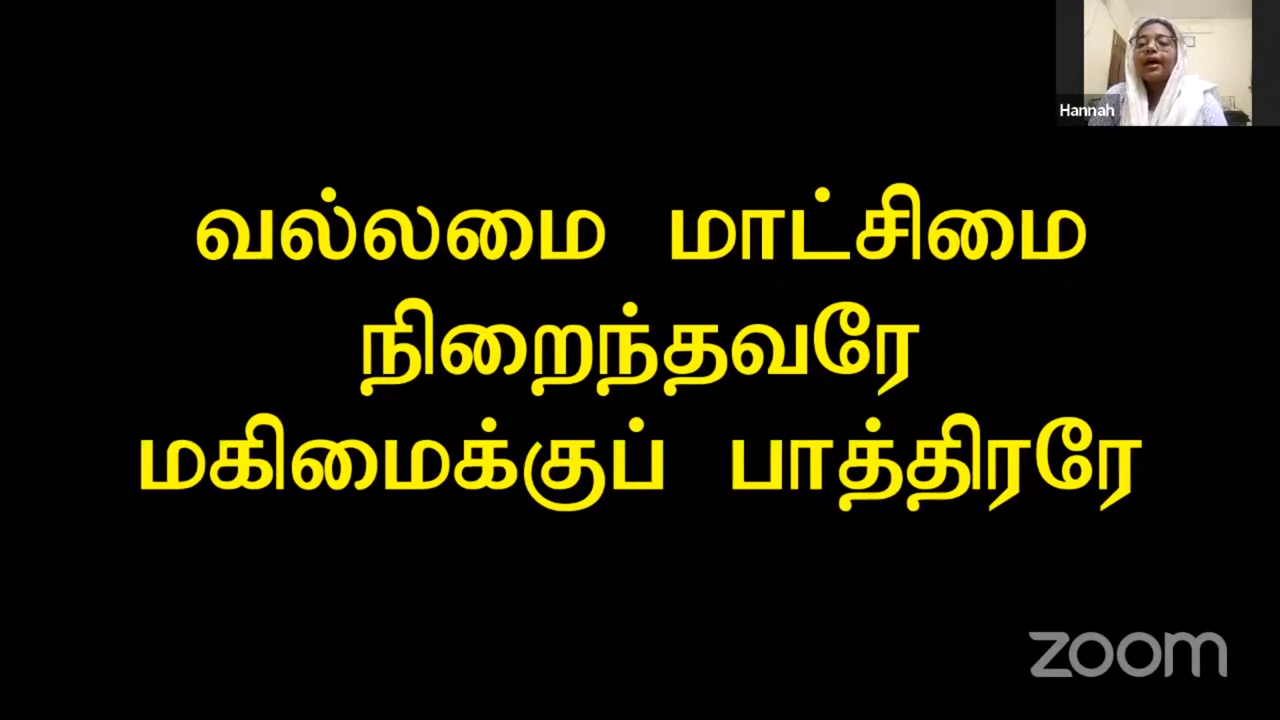 Hannah
வல்லமை மாட்சிமை
நிறைந்தவரே
மகிமைக்குப் பாத்திரரே
zoom